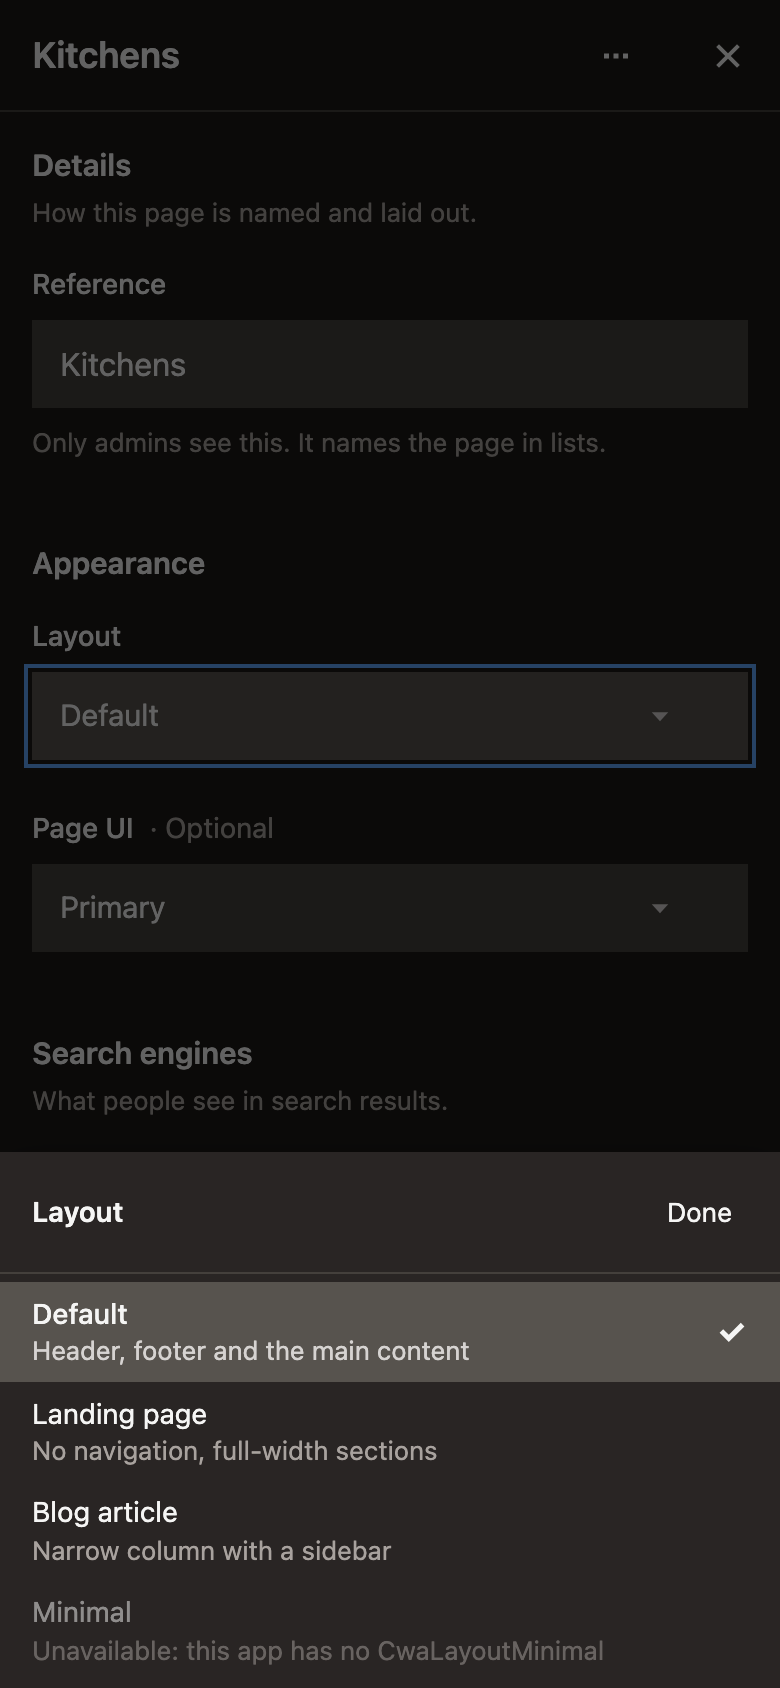 Kitchens
Details
How this page is named and laid out.
Reference
Kitchens
Only admins see this. It names the page in lists.
Appearance
Layout
Default
Page UI · Optional
Primary
Search engines
What people see in search results.
Layout
Done
Default
Header, footer and the main content
Landing page
No navigation, full-width sections
Blog article
Narrow column with a sidebar
Minimal
Unavailable: this app has no CwaLayoutMinimal